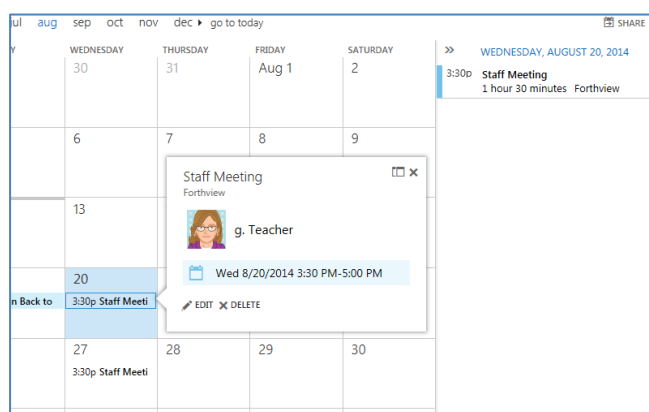 jul aug sep oct nov dec go to today SHARE
Y WEDNESDAY THURSDAY FRIDAY SATURDAY
30 31 Aug 1 2
WEDNESDAY, AUGUST 20, 2014
3:30p Staff Meeting
1 hour 30 minutes Forthview
6 7 8 9
Staff Meeting
Forthview
g. Teacher
Wed 8/20/2014 3:30 PM-5:00 PM
EDIT DELETE
13
20
n Back to 3:30p Staff Meeti
27 28 29 30
3:30p Staff Meeti